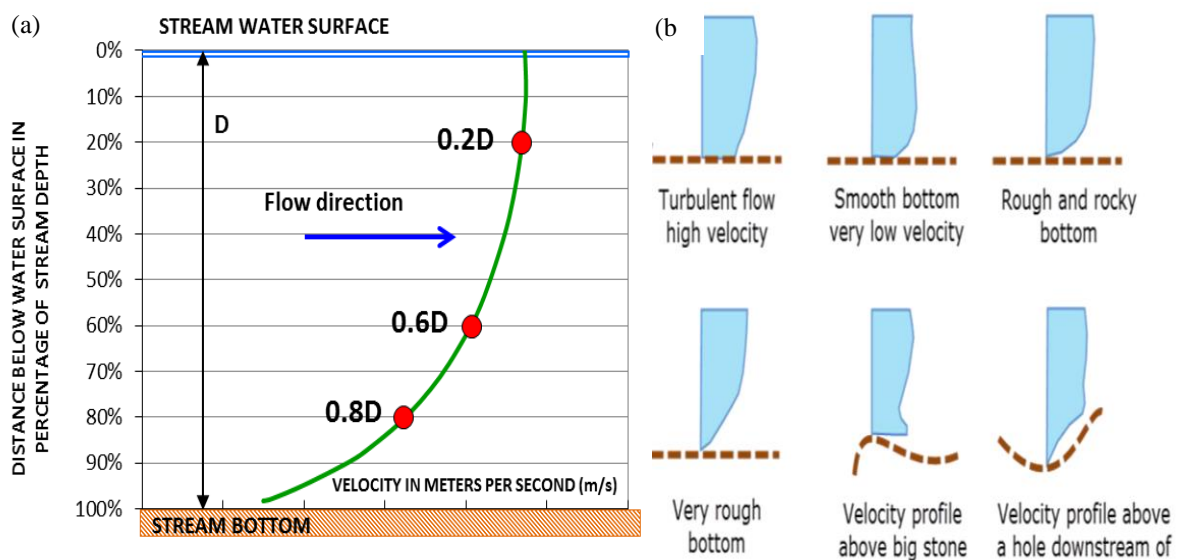 (a)
STREAM WATER SURFACE
0%
10%
20%
30%
40%
50%
60%
70%
80%
90%
100%
DISTANCE BELOW WATER SURFACE IN
PERCENTAGE OF STREAM DEPTH
D
0.2D
Flow direction
0.6D
0.8D
VELOCITY IN METERS PER SECOND (m/s)
STREAM BOTTOM
(b)
Turbulent flow
high velocity
Smooth bottom
very low velocity
Rough and rocky
bottom
Very rough
bottom
Velocity profile
above big stone
Velocity profile above
a hole downstream of